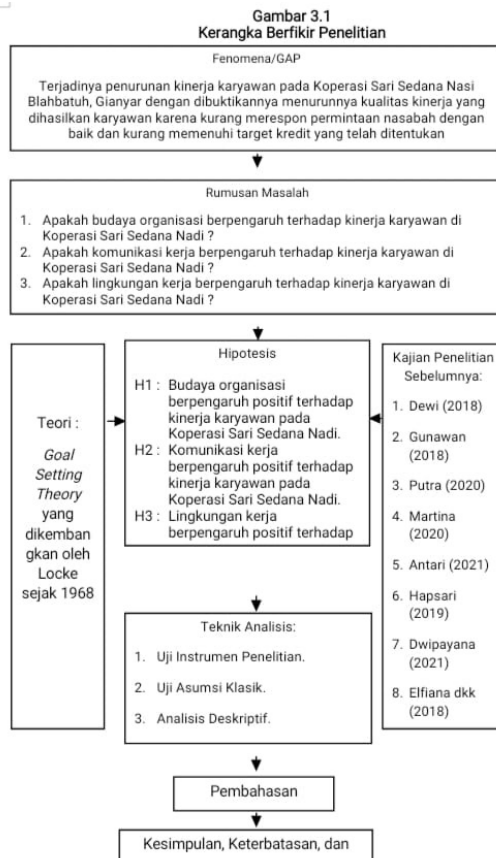 Gambar 3.1
Kerangka Berfikir Penelitian
Fenomena/GAP
Terjadinya penurunan kinerja karyawan pada Koperasi Sari Sedana Nasi
Blahbatuh, Gianyar dengan dibuktikannya menurunnya kualitas kinerja yang
dihasilkan karyawan karena kurang merespon permintaan nasabah dengan
baik dan kurang memenuhi target kredit yang telah ditentukan
Rumusan Masalah
1. Apakah budaya organisasi berpengaruh terhadap kinerja karyawan di
Koperasi Sari Sedana Nadi ?
2. Apakah komunikasi kerja berpengaruh terhadap kinerja karyawan di
Koperasi Sari Sedana Nadi ?
3. Apakah lingkungan kerja berpengaruh terhadap kinerja karyawan di
Koperasi Sari Sedana Nadi ?
Teori :
Goal
Setting
Theory
yang
dikemban
gkan oleh
Locke
sejak 1968
Hipotesis
H1 : Budaya organisasi
berpengaruh positif terhadap
kinerja karyawan pada
Koperasi Sari Sedana Nadi.
H2 : Komunikasi kerja
berpengaruh positif terhadap
kinerja karyawan pada
Koperasi Sari Sedana Nadi.
H3 : Lingkungan kerja
berpengaruh positif terhadap
Kajian Penelitian
Sebelumnya:
1. Dewi (2018)
2. Gunawan
(2018)
3. Putra (2020)
4. Martina
(2020)
5. Antari (2021)
6. Hapsari
(2019)
7. Dwipayana
(2021)
8. Elfiana dkk
(2018)
Teknik Analisis:
1. Uji Instrumen Penelitian.
2. Uji Asumsi Klasik.
3. Analisis Deskriptif.
Pembahasan
Kesimpulan, Keterbatasan, dan